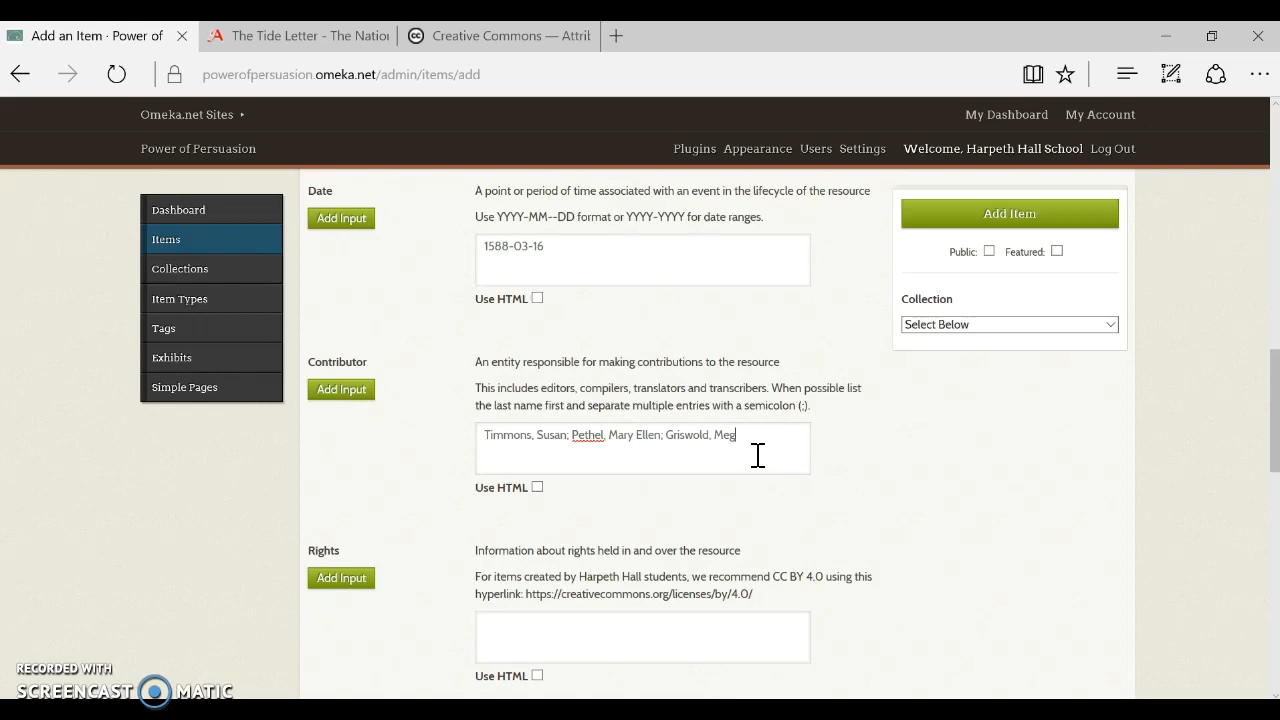 Add an Item · Power of
The Tide Letter - The Natio
Creative Commons — Attrib
powerofpersuasion.omeka.net/admin/items/add
Omeka.net Sites
My Dashboard My Account
Power of Persuasion
Plugins Appearance Users Settings Welcome, Harpeth Hall School Log Out
Dashboard
Items
Collections
Item Types
Tags
Exhibits
Simple Pages
Date
Add Input
A point or period of time associated with an event in the lifecycle of the resource
Use YYYY-MM--DD format or YYYY-YYYY for date ranges.
1588-03-16
Use HTML
Contributor
Add Input
An entity responsible for making contributions to the resource
This includes editors, compilers, translators and transcribers. When possible list
the last name first and separate multiple entries with a semicolon (;).
Timmons, Susan; Pethel, Mary Ellen; Griswold, Meg
Use HTML
Rights
Add Input
Information about rights held in and over the resource
For items created by Harpeth Hall students, we recommend CC BY 4.0 using this
hyperlink: https://creativecommons.org/licenses/by/4.0/
Use HTML
Add Item
Public: Featured:
Collection
Select Below
RECORDED WITH
SCREENCAST MATIC